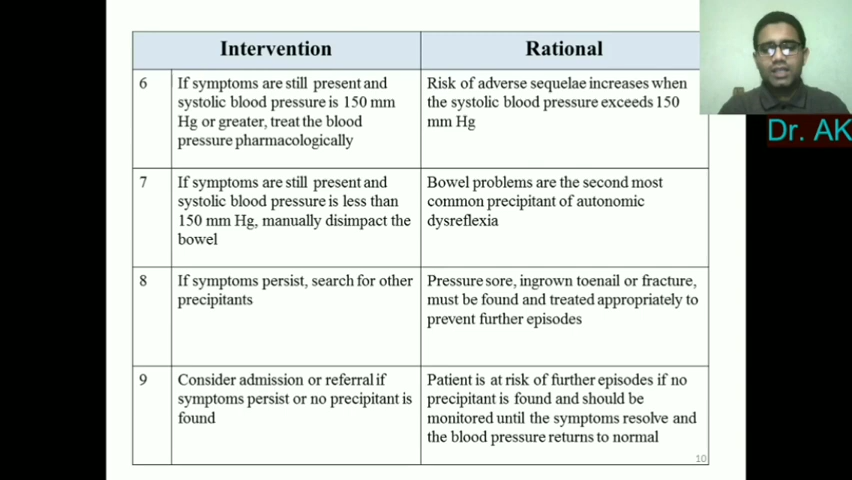 Intervention
Rational
6
If symptoms are still present and
systolic blood pressure is 150 mm
Hg or greater, treat the blood
pressure pharmacologically
Risk of adverse sequelae increases when
the systolic blood pressure exceeds 150
mm Hg
7
If symptoms are still present and
systolic blood pressure is less than
150 mm Hg, manually disimpact the
bowel
Bowel problems are the second most
common precipitant of autonomic
dysreflexia
8
If symptoms persist, search for other
precipitants
Pressure sore, ingrown toenail or fracture,
must be found and treated appropriately to
prevent further episodes
9
Consider admission or referral if
symptoms persist or no precipitant is
found
Patient is at risk of further episodes if no
precipitant is found and should be
monitored until the symptoms resolve and
the blood pressure returns to normal
10
Dr. AK